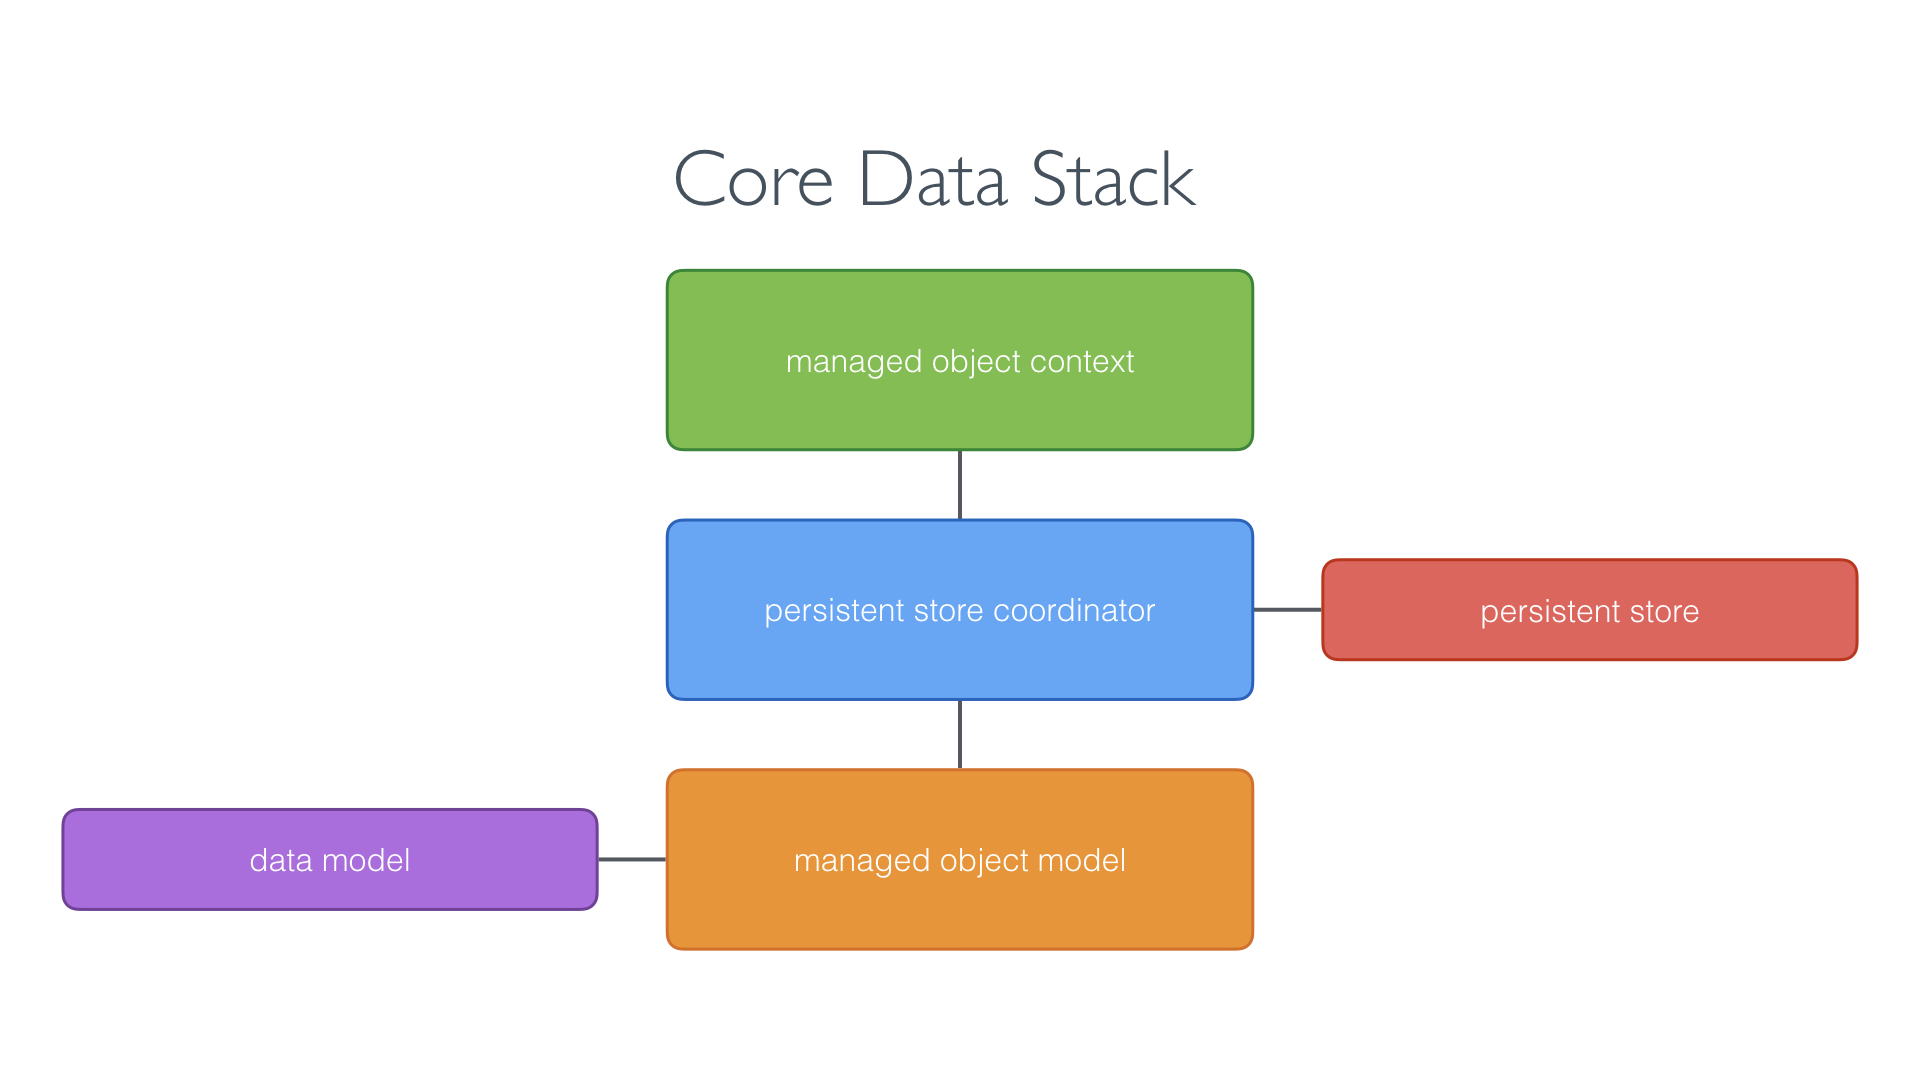 Core Data Stack
managed object context
persistent store coordinator
persistent store
data model
managed object model